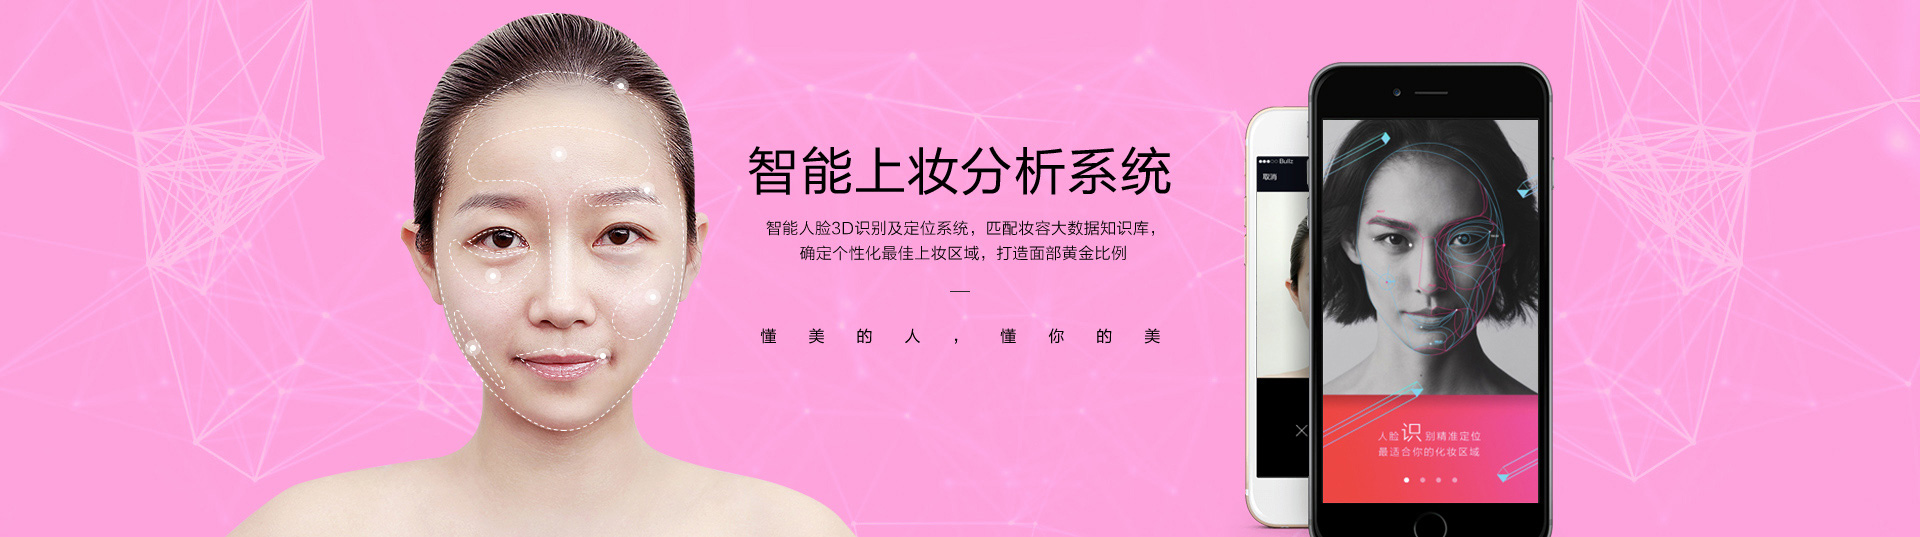 智能上妆分析系统
智能人脸3D识别及定位系统，匹配妆容大数据知识库，
确定个性化最佳上妆区域，打造面部黄金比例
懂美的人，懂你的美
Bullz
取消
人脸识别精准定位
最适合你的化妆区域